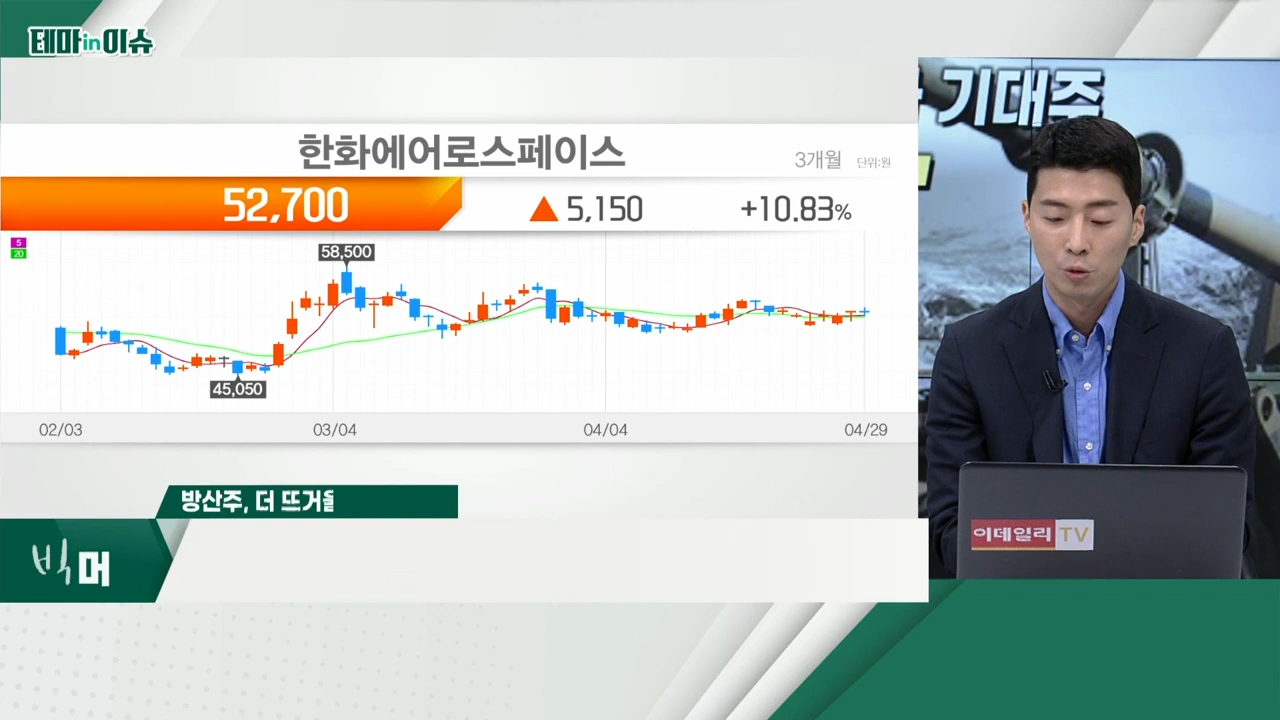 테마in이슈
기대주
한화에어로스페이스
3개월 단위:원
52,700 ▲ 5,150 +10.83%
5
20
58,500
45,050
02/03 03/04 04/04 04/29
방산주, 더 뜨거
빅 머
이데일리TV